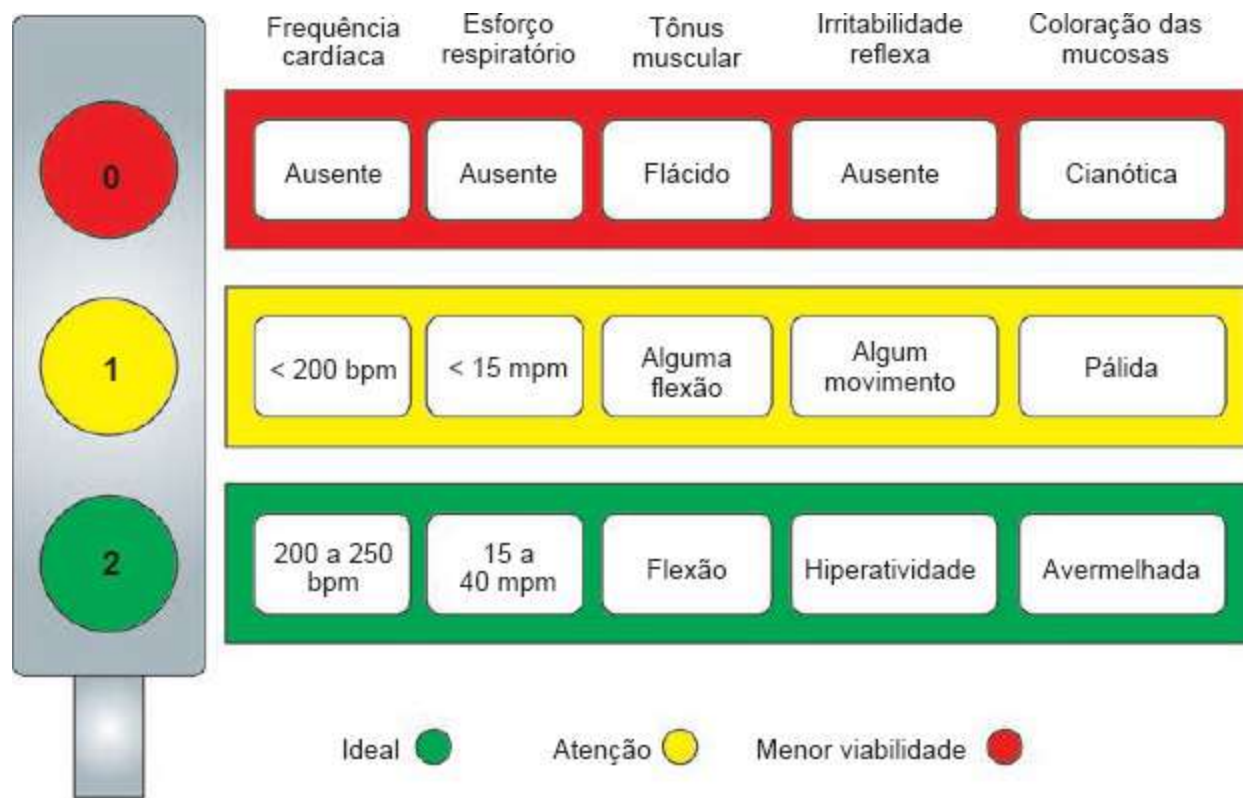 Frequência
cardíaca
Esforço
respiratório
Tônus
muscular
Irritabilidade
reflexa
Coloração das
mucosas
0
Ausente
Ausente
Flácido
Ausente
Cianótica
1
< 200 bpm
< 15 mpm
Alguma
flexão
Algum
movimento
Pálida
2
200 a 250
bpm
15 a
40 mpm
Flexão
Hiperatividade
Avermelhada
Ideal
Atenção
Menor viabilidade